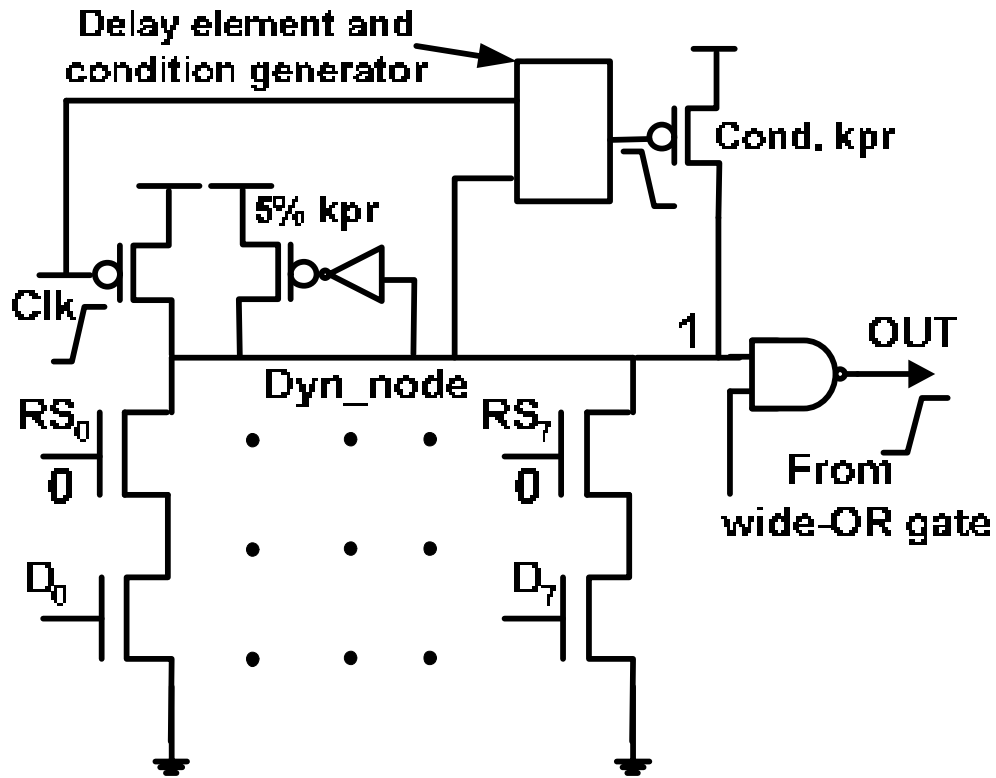 Delay element and
condition generator
Cond. kpr
5% kpr
Clk
1
OUT
Dyn_node
RS0
0
RS7
0
From
wide-OR gate
D0
D7